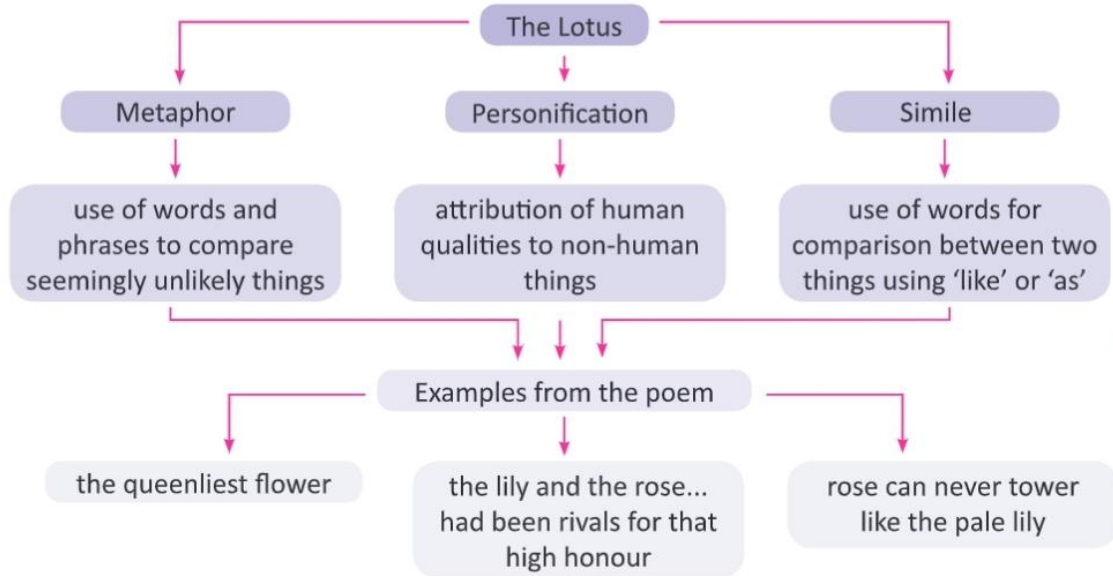 The Lotus
Metaphor
Personification
Simile
use of words and
phrases to compare
seemingly unlikely things
attribution of human
qualities to non-human
things
use of words for
comparison between two
things using ‘like’ or ‘as’
Examples from the poem
the queenliest flower
the lily and the rose...
had been rivals for that
high honour
rose can never tower
like the pale lily